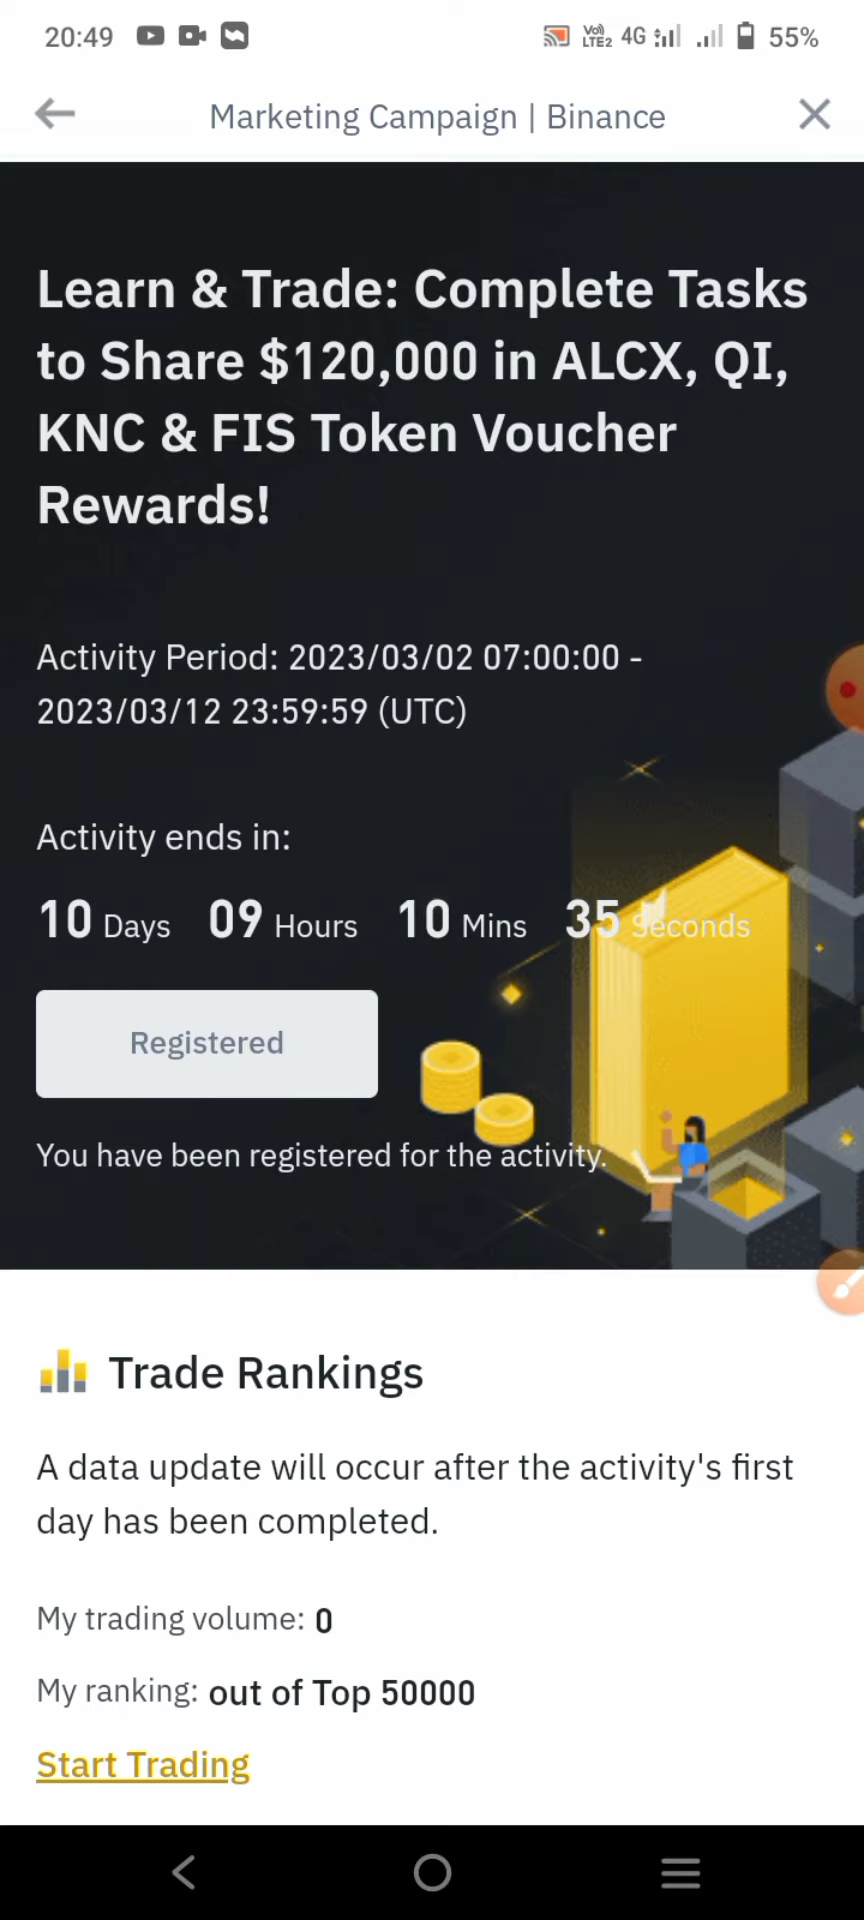 20:49 Vo) LTE2 4G 55%
Marketing Campaign | Binance
Learn & Trade: Complete Tasks
to Share $120,000 in ALCX, QI,
KNC & FIS Token Voucher
Rewards!
Activity Period: 2023/03/02 07:00:00 -
2023/03/12 23:59:59 (UTC)
Activity ends in:
10 Days 09 Hours 10 Mins 35 Seconds
Registered
You have been registered for the activity.
Trade Rankings
A data update will occur after the activity's first
day has been completed.
My trading volume: 0
My ranking: out of Top 50000
Start Trading